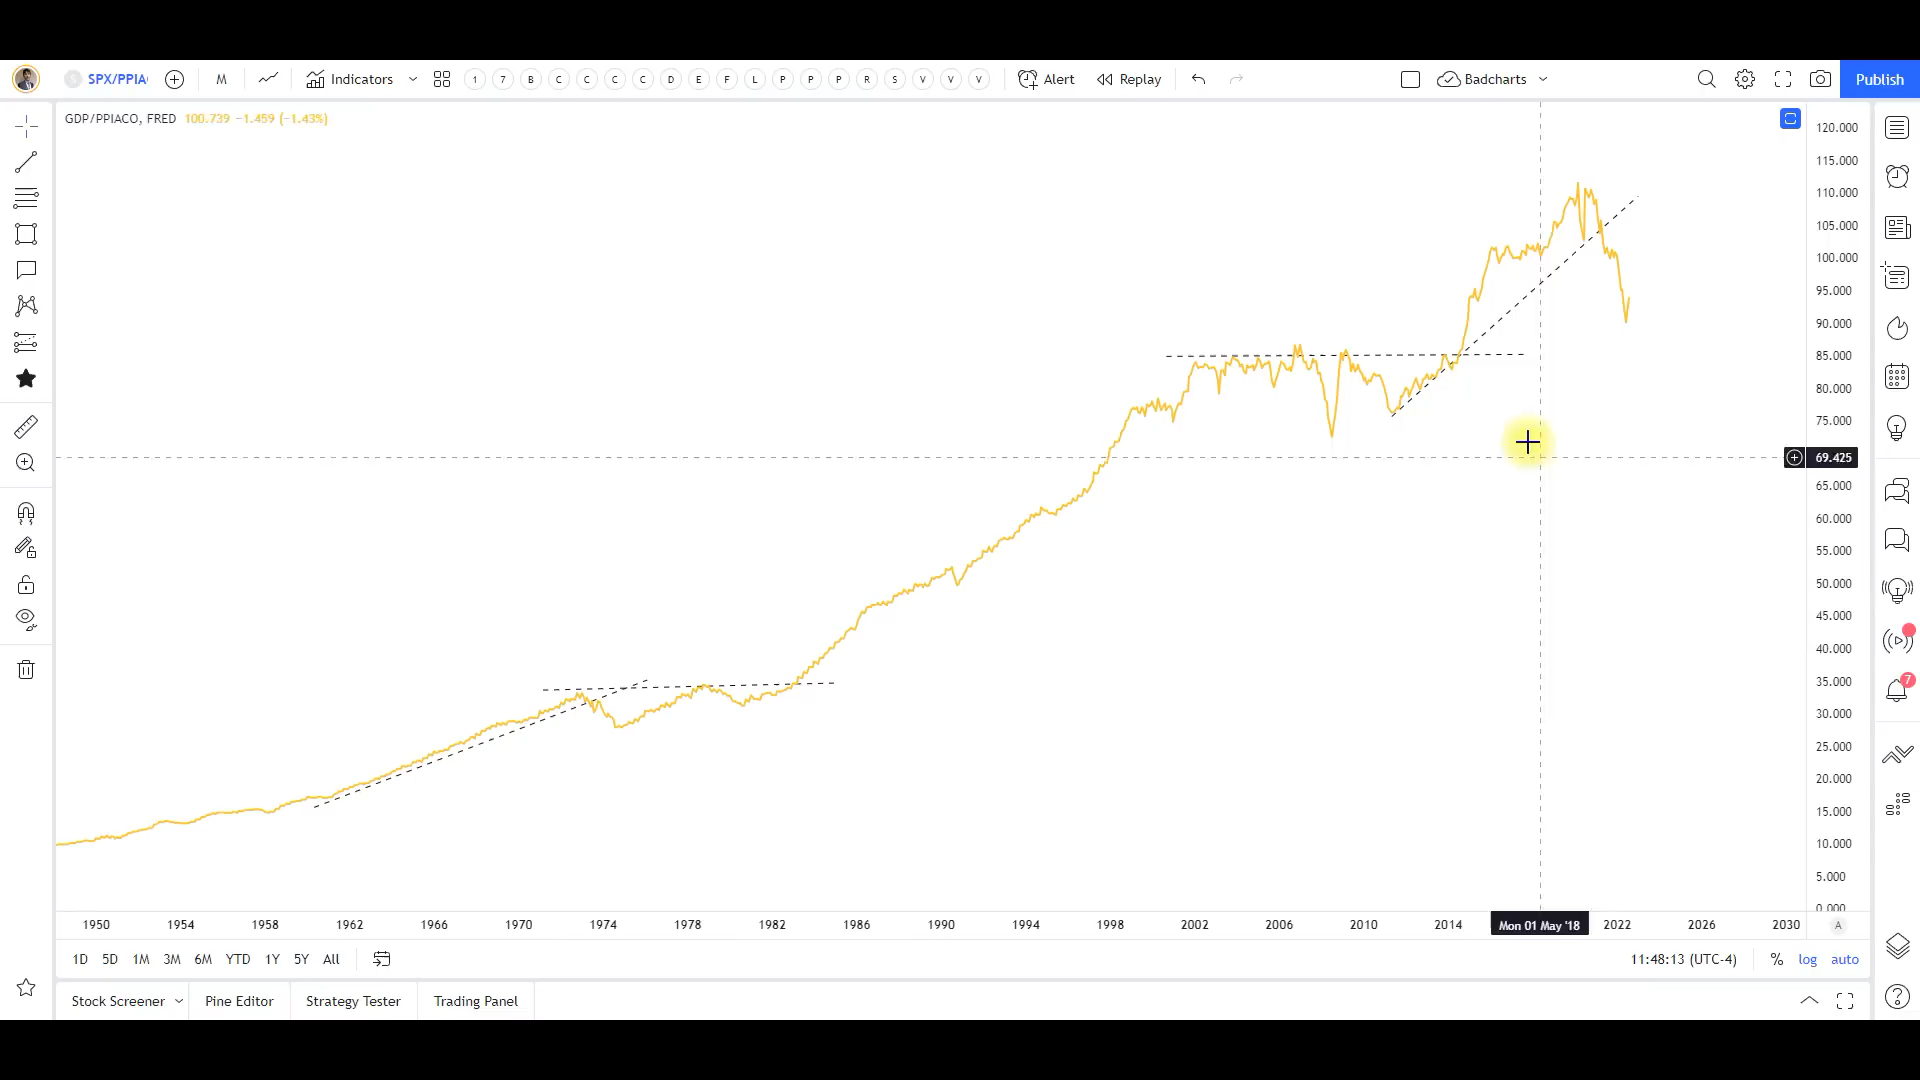 SPX/PPIA
M
Indicators
1 7 B C C C C D E F L P P P R S V V V
Alert
Replay
Badcharts
Publish
GDP/PPIACO, FRED 100.739 −1.459 (−1.43%)
120.000
115.000
110.000
105.000
100.000
95.000
90.000
85.000
80.000
75.000
69.425
65.000
60.000
55.000
50.000
45.000
40.000
35.000
30.000
25.000
20.000
15.000
10.000
5.000
0.000
7
1950 1954 1958 1962 1966 1970 1974 1978 1982 1986 1990 1994 1998 2002 2006 2010 2014 Mon 01 May '18 2022 2026 2030 A
1D 5D 1M 3M 6M YTD 1Y 5Y All 11:48:13 (UTC-4) % log auto
Stock Screener Pine Editor Strategy Tester Trading Panel